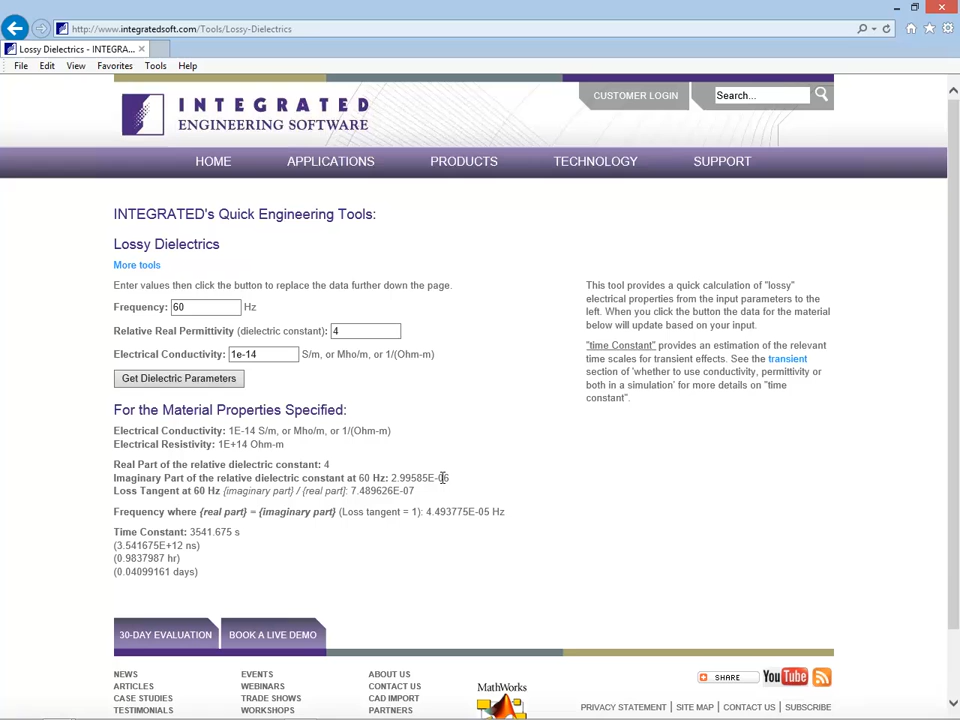 http://www.integratedsoft.com/Tools/Lossy-Dielectrics
Lossy Dielectrics - INTEGRA...
File Edit View Favorites Tools Help
CUSTOMER LOGIN
Search...
INTEGRATED
ENGINEERING SOFTWARE
HOME APPLICATIONS PRODUCTS TECHNOLOGY SUPPORT
INTEGRATED's Quick Engineering Tools:
Lossy Dielectrics
More tools
Enter values then click the button to replace the data further down the page.
Frequency: 60 Hz
Relative Real Permittivity (dielectric constant): 4
Electrical Conductivity: 1e-14 S/m, or Mho/m, or 1/(Ohm-m)
Get Dielectric Parameters
This tool provides a quick calculation of "lossy"
electrical properties from the input parameters to the
left. When you click the button the data for the material
below will update based on your input.
"time Constant" provides an estimation of the relevant
time scales for transient effects. See the transient
section of 'whether to use conductivity, permittivity or
both in a simulation' for more details on "time
constant".
For the Material Properties Specified:
Electrical Conductivity: 1E-14 S/m, or Mho/m, or 1/(Ohm-m)
Electrical Resistivity: 1E+14 Ohm-m
Real Part of the relative dielectric constant: 4
Imaginary Part of the relative dielectric constant at 60 Hz: 2.99585E-06
Loss Tangent at 60 Hz {imaginary part} / {real part}: 7.489626E-07
Frequency where {real part} = {imaginary part} (Loss tangent = 1): 4.493775E-05 Hz
Time Constant: 3541.675 s
(3.541675E+12 ns)
(0.9837987 hr)
(0.04099161 days)
30-DAY EVALUATION BOOK A LIVE DEMO
NEWS EVENTS ABOUT US
ARTICLES WEBINARS CONTACT US
CASE STUDIES TRADE SHOWS CAD IMPORT
TESTIMONIALS WORKSHOPS PARTNERS
MathWorks
SHARE
YouTube
PRIVACY STATEMENT | SITE MAP | CONTACT US | SUBSCRIBE